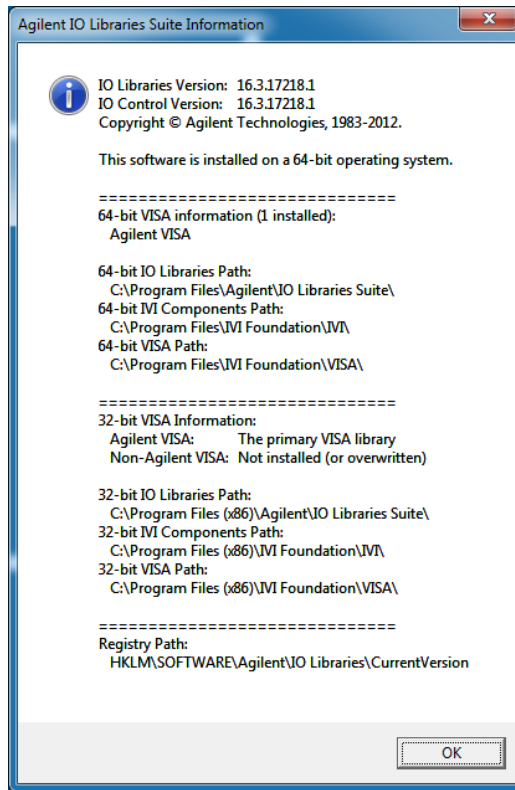 Agilent IO Libraries Suite Information
IO Libraries Version: 16.3.17218.1
IO Control Version: 16.3.17218.1
Copyright © Agilent Technologies, 1983-2012.
This software is installed on a 64-bit operating system.
==============================
64-bit VISA information (1 installed):
Agilent VISA
64-bit IO Libraries Path:
C:\Program Files\Agilent\IO Libraries Suite\
64-bit IVI Components Path:
C:\Program Files\IVI Foundation\IVI\
64-bit VISA Path:
C:\Program Files\IVI Foundation\VISA\
==============================
32-bit VISA Information:
Agilent VISA: The primary VISA library
Non-Agilent VISA: Not installed (or overwritten)
32-bit IO Libraries Path:
C:\Program Files (x86)\Agilent\IO Libraries Suite\
32-bit IVI Components Path:
C:\Program Files (x86)\IVI Foundation\IVI\
32-bit VISA Path:
C:\Program Files (x86)\IVI Foundation\VISA\
==============================
Registry Path:
HKLM\SOFTWARE\Agilent\IO Libraries\CurrentVersion
OK